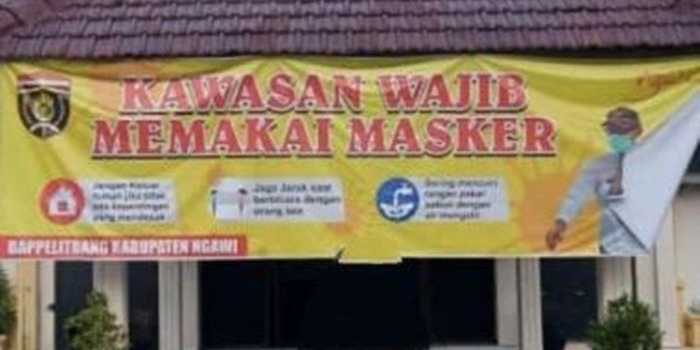 KAWASAN WAJIB
MEMAKAI MASKER
Jangan Keluar
rumah jika tidak
ada kepentingan
yang mendesak
Jaga Jarak saat
berbicara dengan
orang lain
Sering mencuci
tangan pakai
sabun dengan
air mengalir
BAPPELITBANG KABUPATEN NGAWI